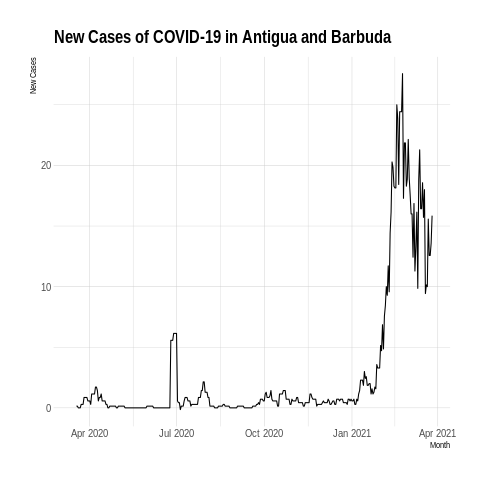 New Cases of COVID-19 in Antigua and Barbuda
New Cases
20
10
0
Apr 2020 Jul 2020 Oct 2020 Jan 2021 Apr 2021
Month